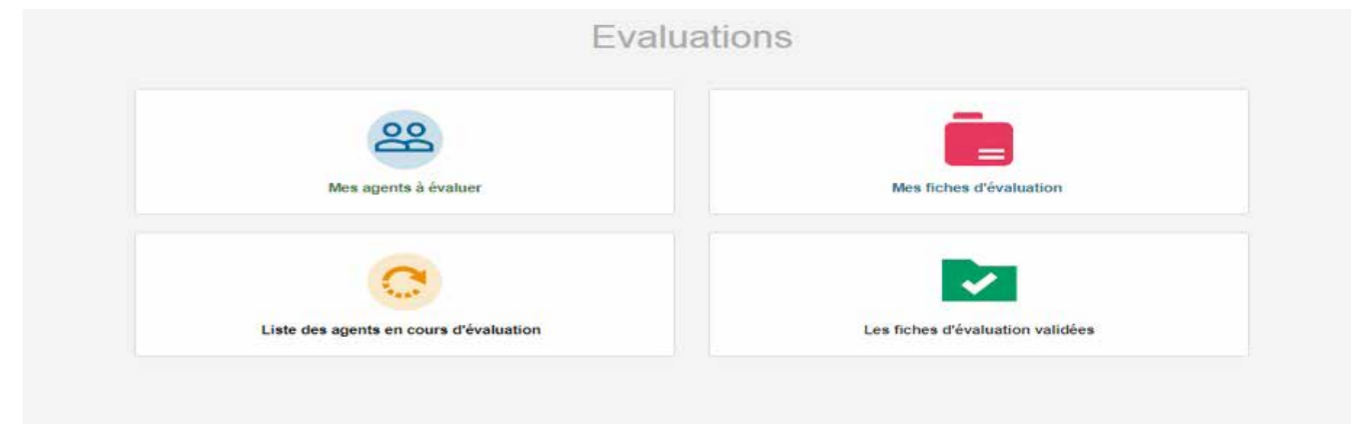 Evaluations
Mes agents à évaluer
Mes fiches d'évaluation
Liste des agents en cours d'évaluation
Les fiches d'évaluation validées